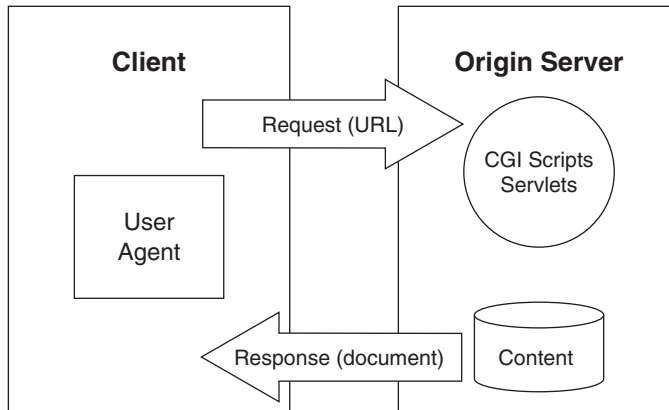 Client
Origin Server
Request (URL)
CGI Scripts
Servlets
User
Agent
Response (document)
Content